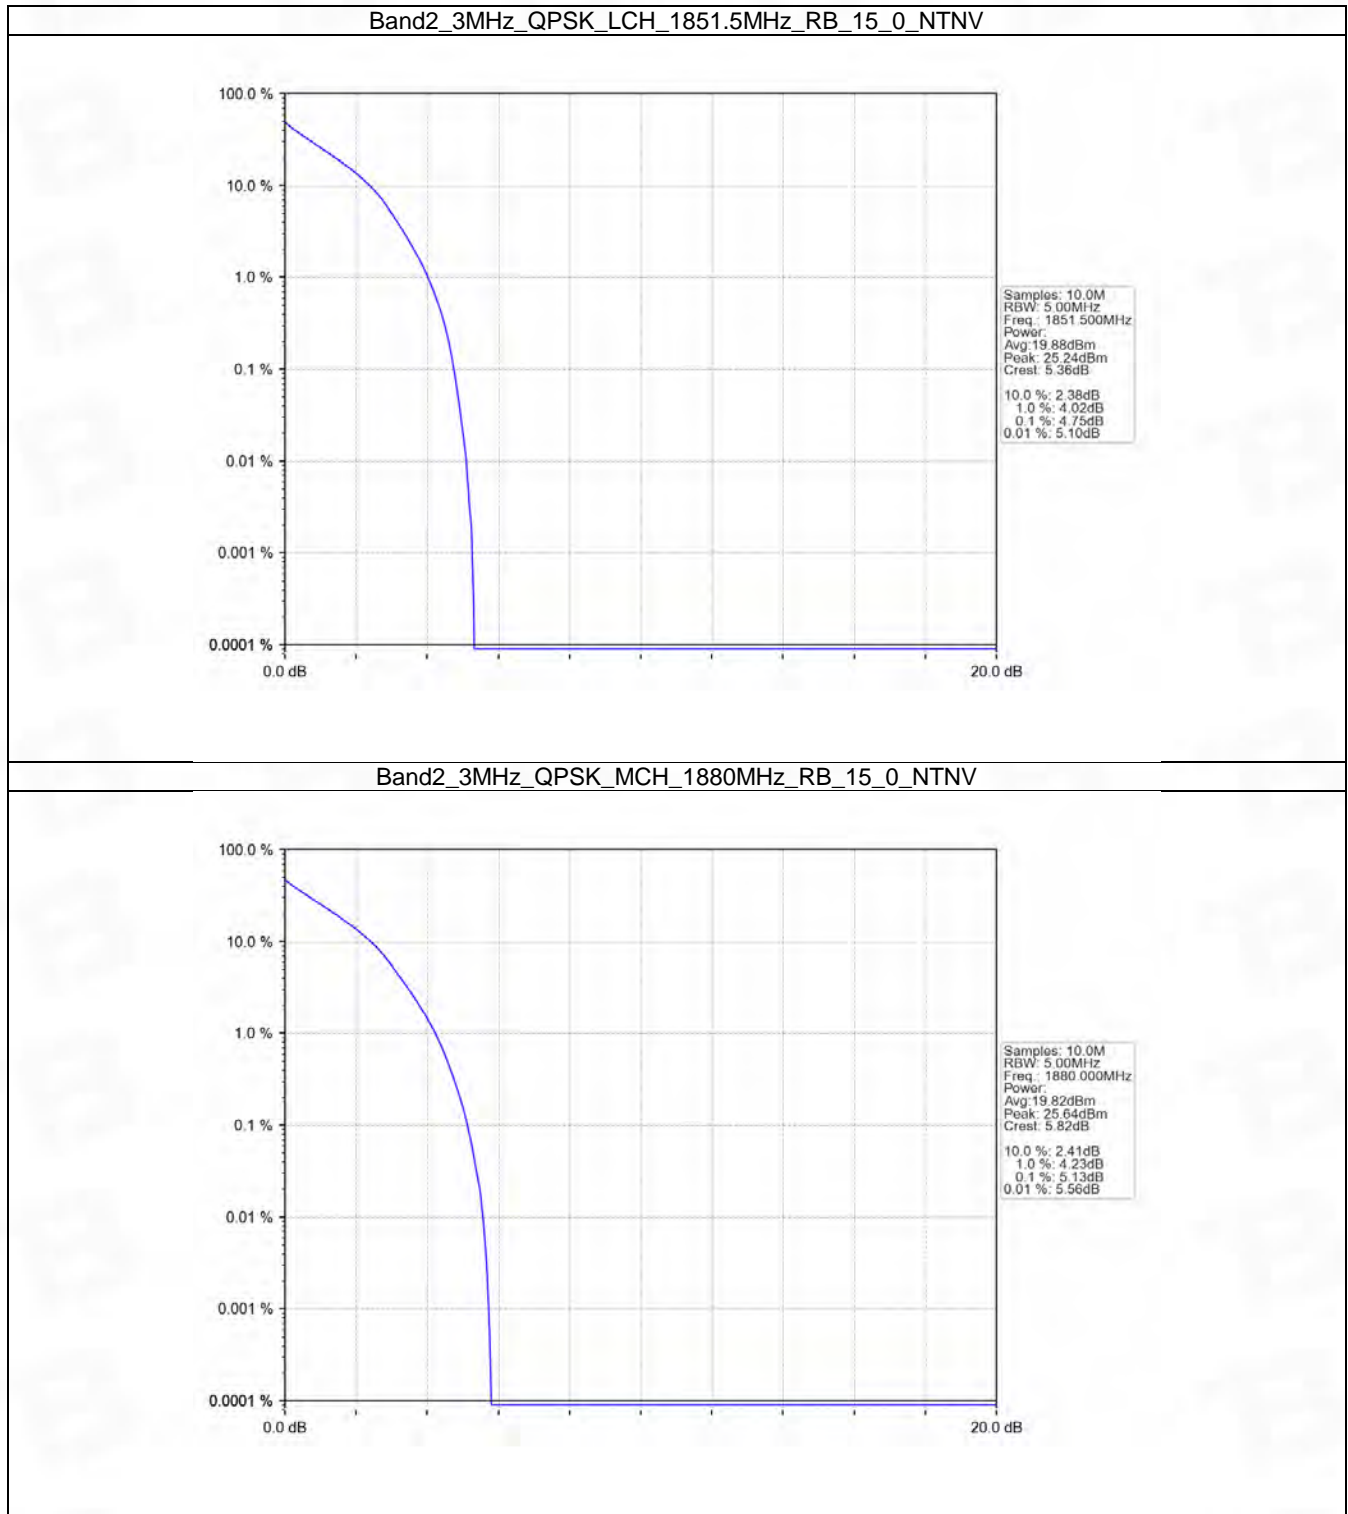 Band2_3MHz_QPSK_LCH_1851.5MHz_RB_15_0_NTNV
100.0 %
10.0 %
1.0 %
0.1 %
0.01 %
0.001 %
0.0001 %
0.0 dB
20.0 dB
Samples: 10.0M
RBW: 5.00MHz
Freq.: 1851.500MHz
Power:
Avg:19.88dBm
Peak: 25.24dBm
Crest: 5.36dB
10.0 %: 2.38dB
1.0 %: 4.02dB
0.1 %: 4.75dB
0.01 %: 5.10dB
Band2_3MHz_QPSK_MCH_1880MHz_RB_15_0_NTNV
100.0 %
10.0 %
1.0 %
0.1 %
0.01 %
0.001 %
0.0001 %
0.0 dB
20.0 dB
Samples: 10.0M
RBW: 5.00MHz
Freq.: 1880.000MHz
Power:
Avg:19.82dBm
Peak: 25.64dBm
Crest: 5.82dB
10.0 %: 2.41dB
1.0 %: 4.23dB
0.1 %: 5.13dB
0.01 %: 5.56dB